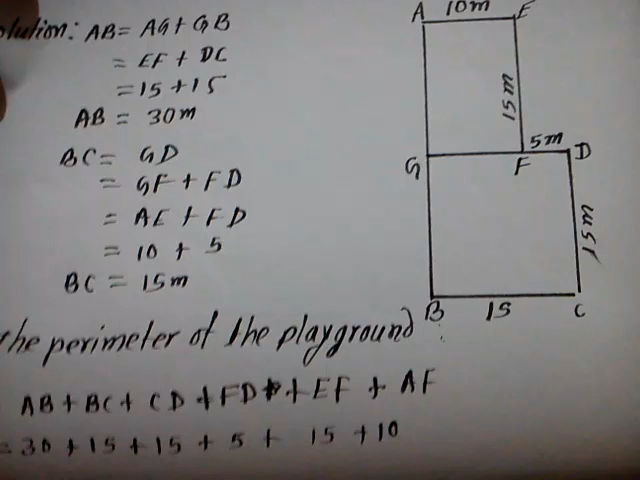 olution: AB = AG + GB
= EF + DC
= 15 + 15
AB = 30m
BC = GD
= GF + FD
= AE + FD
= 10 + 5
BC = 15m
the perimeter of the playground:
AB + BC + CD + FD + EF + AF
= 30 + 15 + 15 + 5 + 15 + 10
A 10m E
15m
G F 5m D
15m
B 15 C